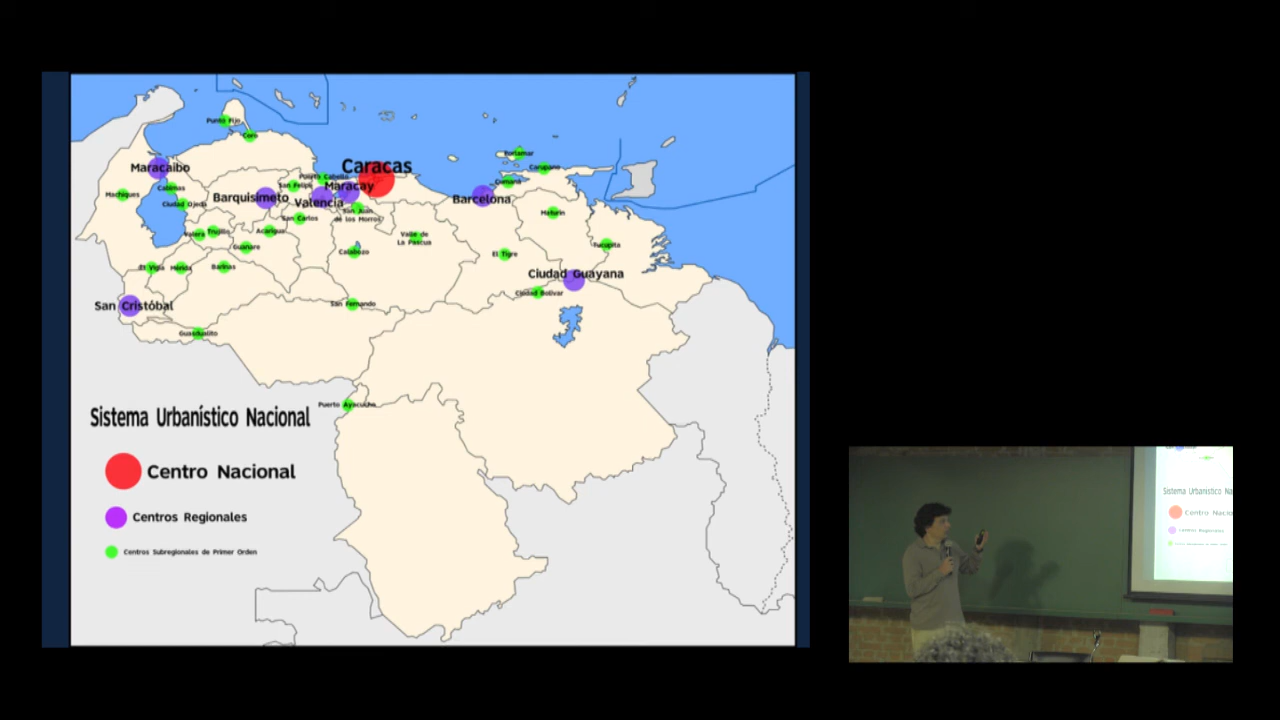 Punto Fijo
Coro
Maracaibo
Cabimas
Machiques
Ciudad Ojeda
Barquisimeto
San Felipe
Puerto Cabello
Caracas
Maracay
Valencia
San Juan
de los Morros
San Carlos
Acarigua
Valera
Trujillo
Guanare
El Vigía
Mérida
Barinas
San Cristóbal
Guasdualito
Calabozo
Valle de
La Pascua
San Fernando
Barcelona
Porlamar
Carúpano
Cumaná
Maturín
Tucupita
El Tigre
Ciudad Guayana
Ciudad Bolívar
Puerto Ayacucho
Sistema Urbanístico Nacional
Centro Nacional
Centros Regionales
Centros Subregionales de Primer Orden
Sistema Urbanístico Na
Centro Nacio
Centros Regionales